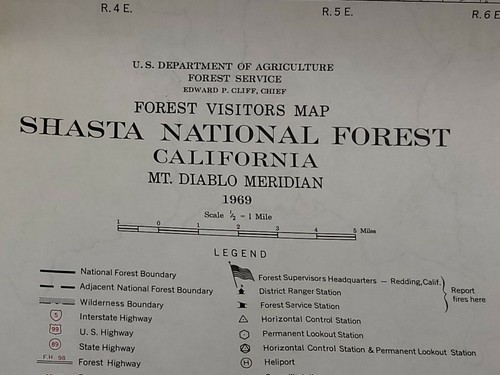 R. 4 E. R. 5 E. R. 6 E
U. S. DEPARTMENT OF AGRICULTURE
FOREST SERVICE
EDWARD P. CLIFF, CHIEF
FOREST VISITORS MAP
SHASTA NATIONAL FOREST
CALIFORNIA
MT. DIABLO MERIDIAN
1969
Scale ½ = 1 Mile
1 0 1 2 3 4 5 Miles
LEGEND
National Forest Boundary
Adjacent National Forest Boundary
Wilderness Boundary
5 Interstate Highway
99 U. S. Highway
89 State Highway
F.H. 98 Forest Highway
Forest Supervisors Headquarters — Redding, Calif.
District Ranger Station
Forest Service Station
Report
fires here
Horizontal Control Station
Permanent Lookout Station
Horizontal Control Station & Permanent Lookout Station
H Heliport